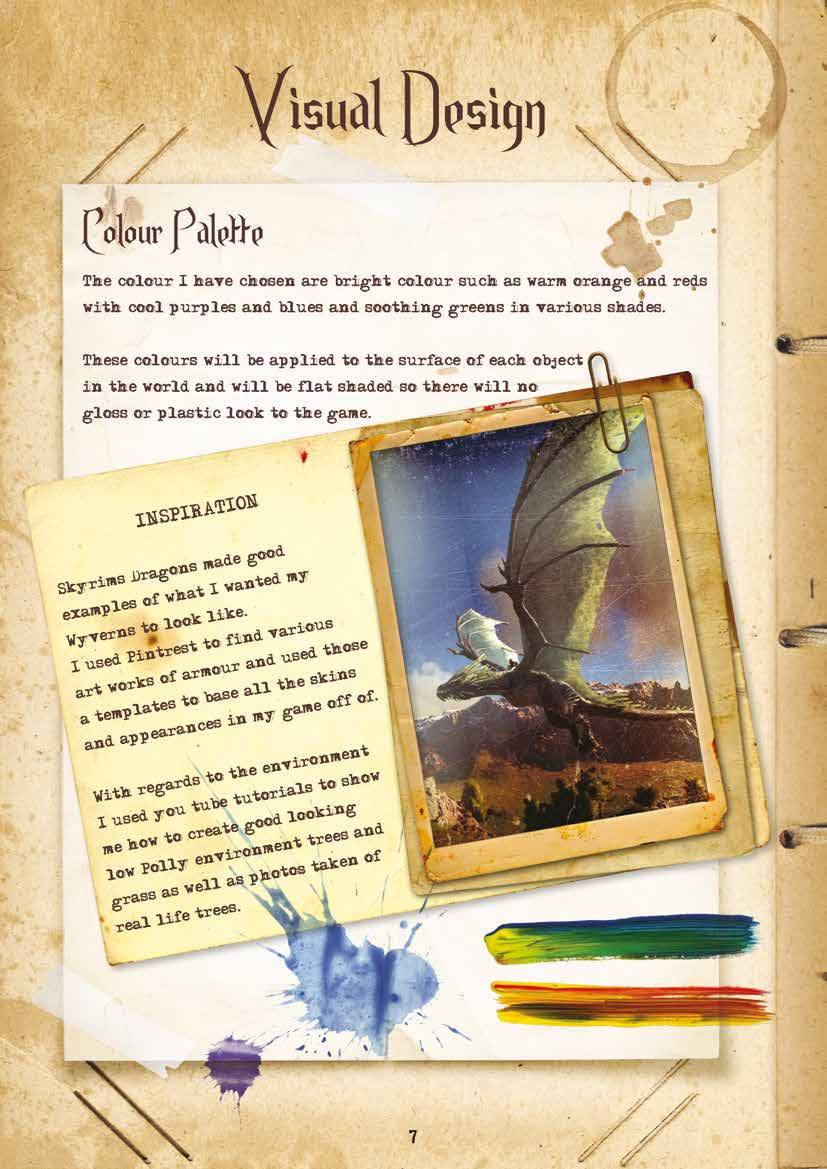 Visual Design
Colour Palette
The colour I have chosen are bright colour such as warm orange and reds
with cool purples and blues and soothing greens in various shades.
These colours will be applied to the surface of each object
in the world and will be flat shaded so there will no
gloss or plastic look to the game.
INSPIRATION
Skyrims Dragons made good
examples of what I wanted my
Wyverns to look like.
I used Pintrest to find various
art works of armour and used those
a templates to base all the skins
and appearances in my game off of.
With regards to the environment
I used you tube tutorials to show
me how to create good looking
low Polly environment trees and
grass as well as photos taken of
real life trees.
7